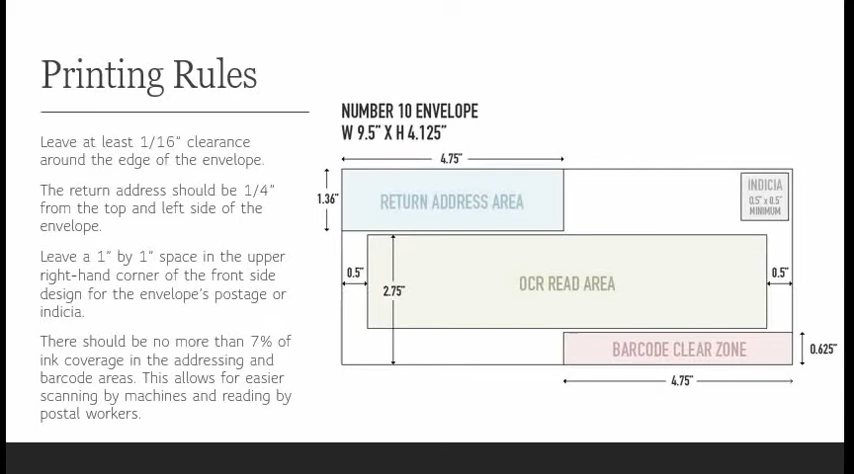 Printing Rules
Leave at least 1/16" clearance
around the edge of the envelope.
The return address should be 1/4"
from the top and left side of the
envelope.
Leave a 1" by 1" space in the upper
right-hand corner of the front side
design for the envelope's postage or
indicia.
There should be no more than 7% of
ink coverage in the addressing and
barcode areas. This allows for easier
scanning by machines and reading by
postal workers.
NUMBER 10 ENVELOPE
W 9.5" X H 4.125"
4.75"
1.36"
RETURN ADDRESS AREA
INDICIA
0.5" x 0.5"
MINIMUM
0.5"
2.75"
OCR READ AREA
0.5"
BARCODE CLEAR ZONE
0.625"
4.75"